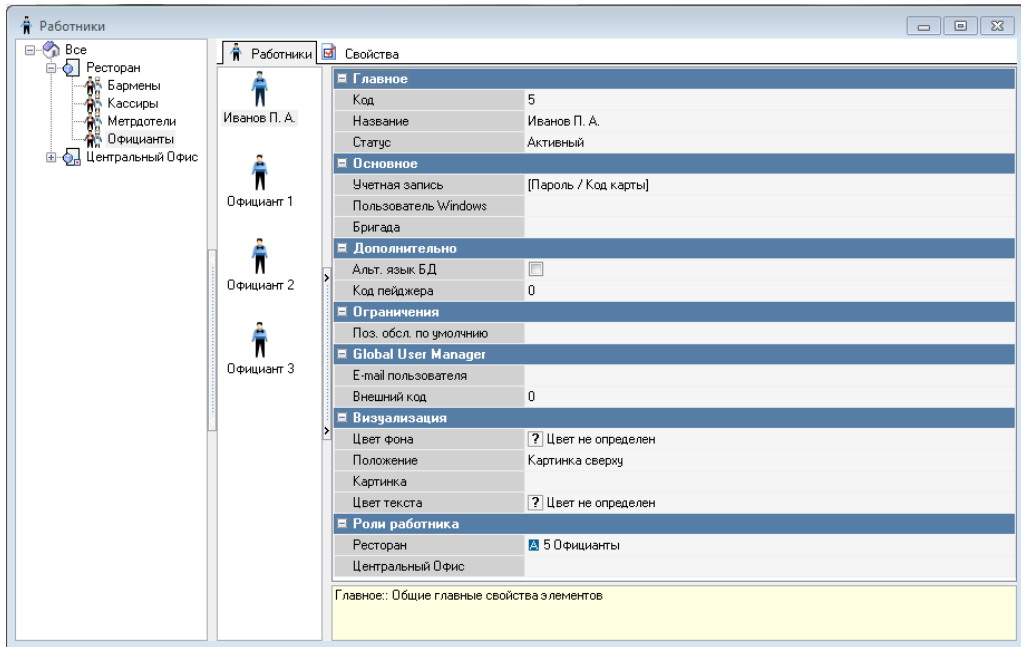 Работники
Все
Ресторан
Бармены
Кассиры
Метрдотели
Официанты
Центральный Офис
Работники
Свойства
Иванов П. А.
Официант 1
Официант 2
Официант 3
Главное
Код 5
Название Иванов П. А.
Статус Активный
Основное
Учетная запись [Пароль / Код карты]
Пользователь Windows
Бригада
Дополнительно
Альт. язык БД
Код пейджера 0
Ограничения
Поз. обсл. по умолчнию
Global User Manager
E-mail пользователя
Внешний код 0
Визуализация
Цвет фона ? Цвет не определен
Положение Картинка сверху
Картинка
Цвет текста ? Цвет не определен
Роли работника
Ресторан А 5 Официанты
Центральный Офис
Главное:: Общие главные свойства элементов